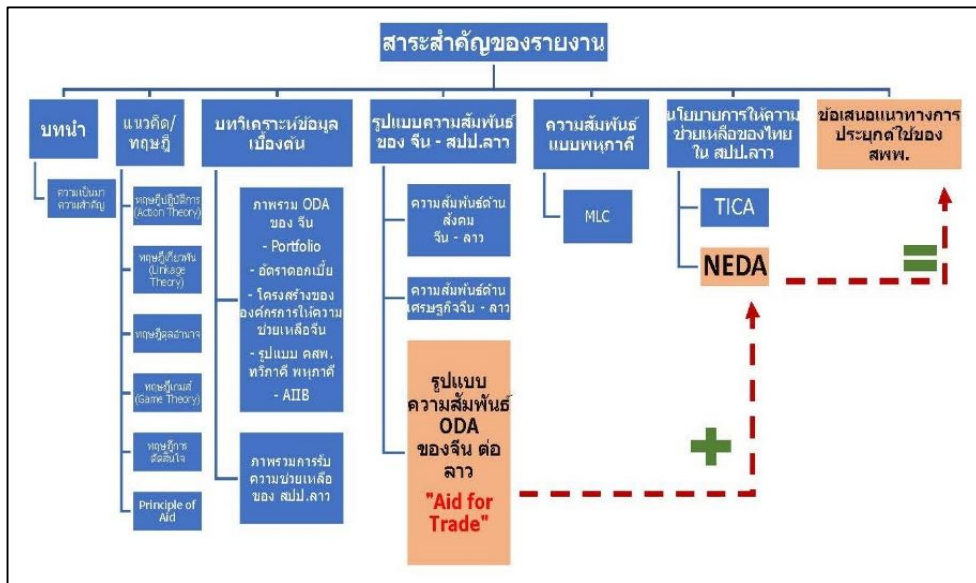 สาระสำคัญของรายงาน
บทนำ
ความเป็นมา
ความสำคัญ
แนวคิด/
ทฤษฎี
ทฤษฎีปฏิบัติการ
(Action Theory)
ทฤษฎีเกี่ยวพัน
(Linkage
Theory)
ทฤษฎีดุลอำนาจ
ทฤษฎีเกมส์
(Game Theory)
ทฤษฎีการ
ตัดสินใจ
Principle of
Aid
บทวิเคราะห์ข้อมูล
เบื้องต้น
ภาพรวม ODA
ของ จีน
- Portfolio
- อัตราดอกเบี้ย
- โครงสร้างของ
องค์กรการให้ความ
ช่วยเหลือจีน
- รูปแบบ คสพ.
ทวิภาคี พหุภาคี
- AIIB
ภาพรวมการรับ
ความช่วยเหลือ
ของ สปป.ลาว
รูปแบบความสัมพันธ์
ของ จีน - สปป.ลาว
ความสัมพันธ์ด้าน
สังคม
จีน - ลาว
ความสัมพันธ์ด้าน
เศรษฐกิจจีน - ลาว
รูปแบบ
ความสัมพันธ์
ODA
ของจีน ต่อ
ลาว
"Aid for
Trade"
ความสัมพันธ์
แบบพหุภาคี
MLC
นโยบายการให้ความ
ช่วยเหลือของไทย
ใน สปป.ลาว
TICA
NEDA
ข้อเสนอแนวทางการ
ประยุกต์ใช้ของ
สพพ.